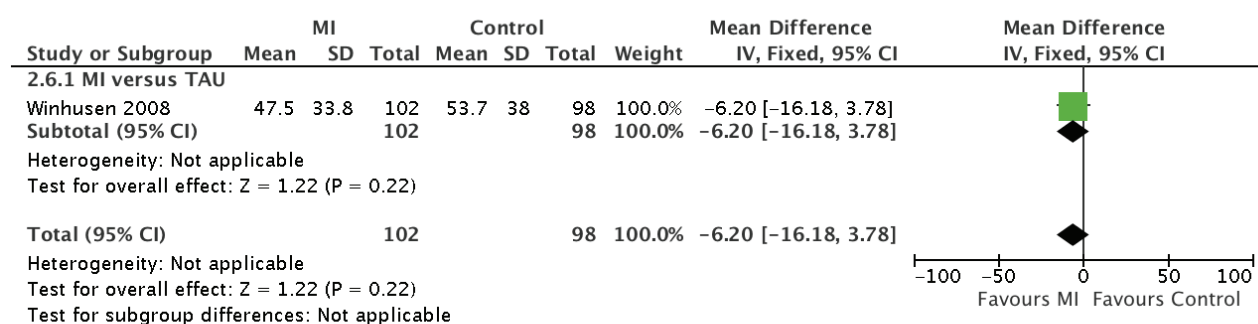 MI Control Mean Difference Mean Difference
Study or Subgroup Mean SD Total Mean SD Total Weight IV, Fixed, 95% CI IV, Fixed, 95% CI
2.6.1 MI versus TAU
Winhusen 2008 47.5 33.8 102 53.7 38 98 100.0% −6.20 [−16.18, 3.78]
Subtotal (95% CI) 102 98 100.0% −6.20 [−16.18, 3.78]
Heterogeneity: Not applicable
Test for overall effect: Z = 1.22 (P = 0.22)
Total (95% CI) 102 98 100.0% −6.20 [−16.18, 3.78]
Heterogeneity: Not applicable
Test for overall effect: Z = 1.22 (P = 0.22)
Test for subgroup differences: Not applicable
−100 −50 0 50 100
Favours MI Favours Control